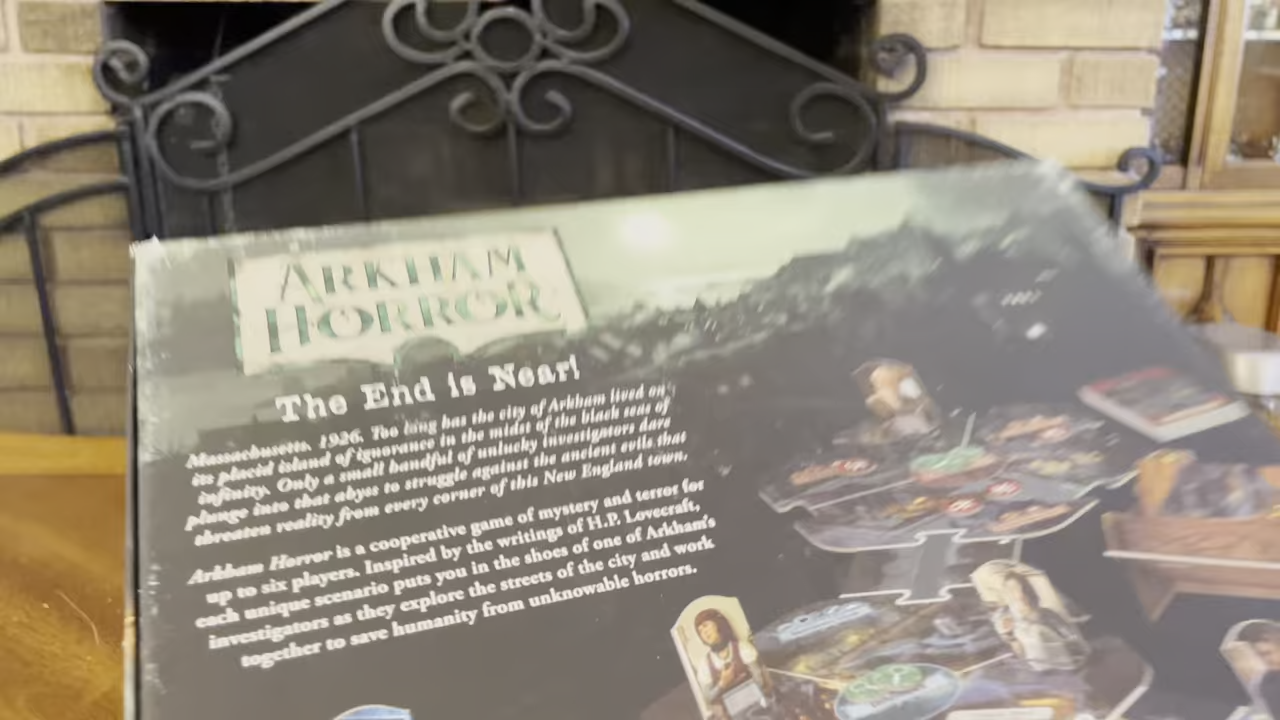 ARKHAM
HORROR
The End is Near!
Massachusetts, 1926. Too long has the city of Arkham lived on
its placid island of ignorance in the midst of the black seas of
infinity. Only a small handful of unlucky investigators dare
plunge into that abyss to struggle against the ancient evils that
threaten reality from every corner of this New England town.
Arkham Horror is a cooperative game of mystery and terror for
up to six players. Inspired by the writings of H.P. Lovecraft,
each unique scenario puts you in the shoes of one of Arkham's
investigators as they explore the streets of the city and work
together to save humanity from unknowable horrors.